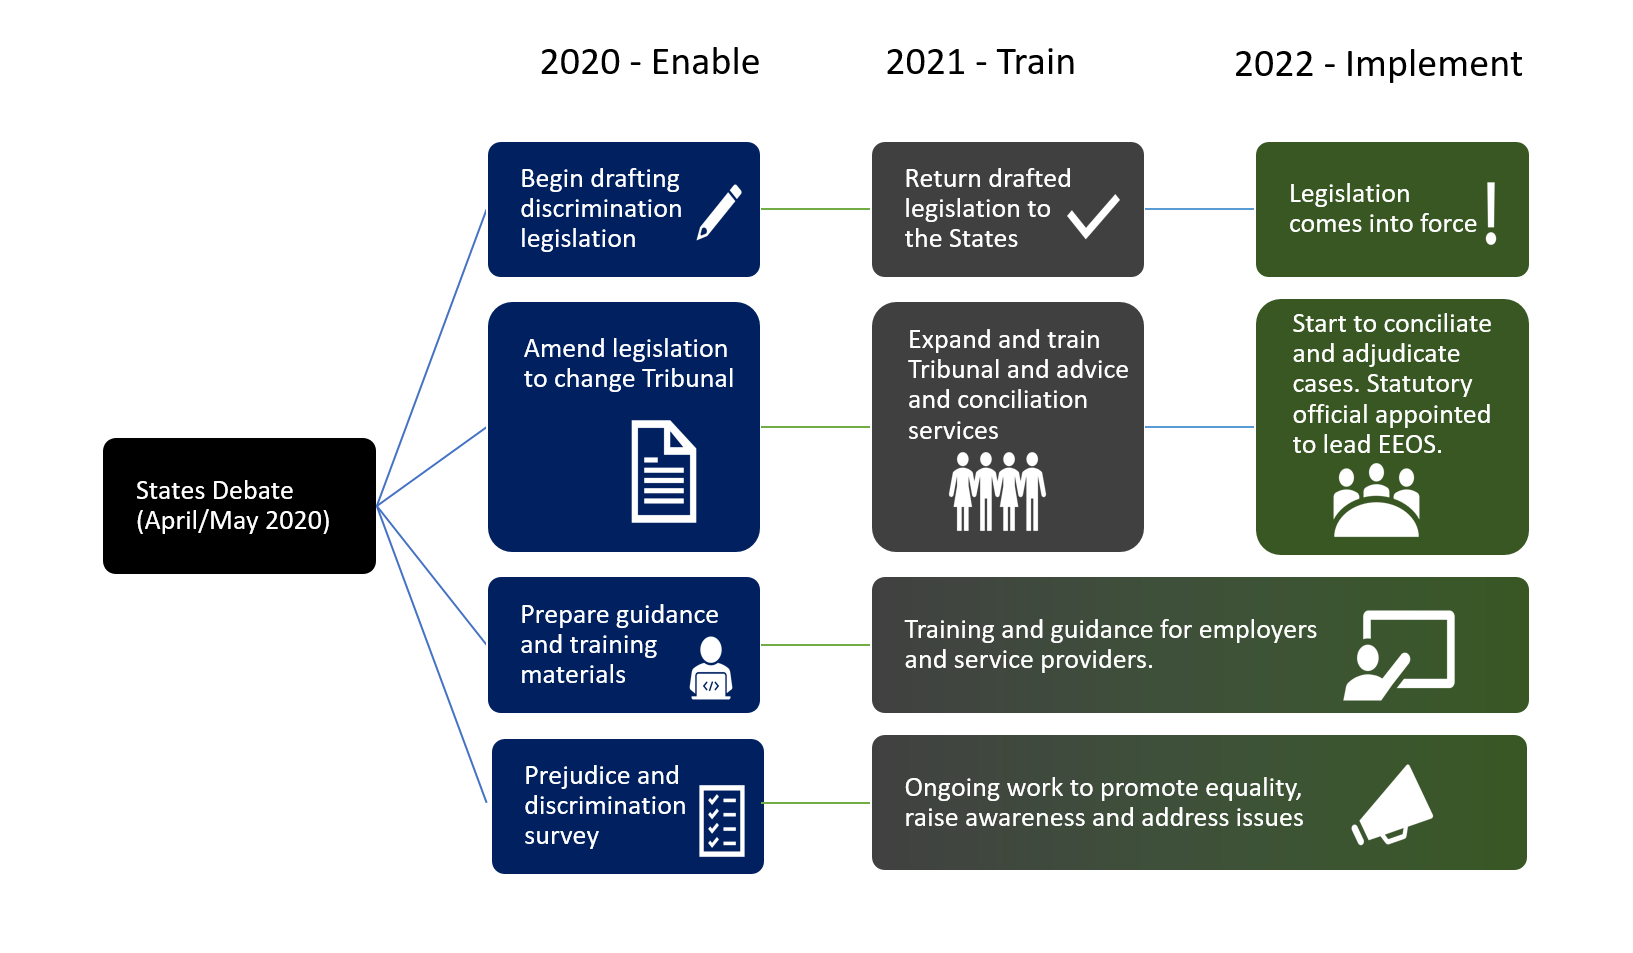 2020 - Enable
2021 - Train
2022 - Implement
Begin drafting
discrimination
legislation
Return drafted
legislation to
the States
Legislation
comes into force
Amend legislation
to change Tribunal
Expand and train
Tribunal and advice
and conciliation
services
Start to conciliate
and adjudicate
cases. Statutory
official appointed
to lead EEOS.
States Debate
(April/May 2020)
Prepare guidance
and training
materials
</>
Training and guidance for employers
and service providers.
Prejudice and
discrimination
survey
Ongoing work to promote equality,
raise awareness and address issues